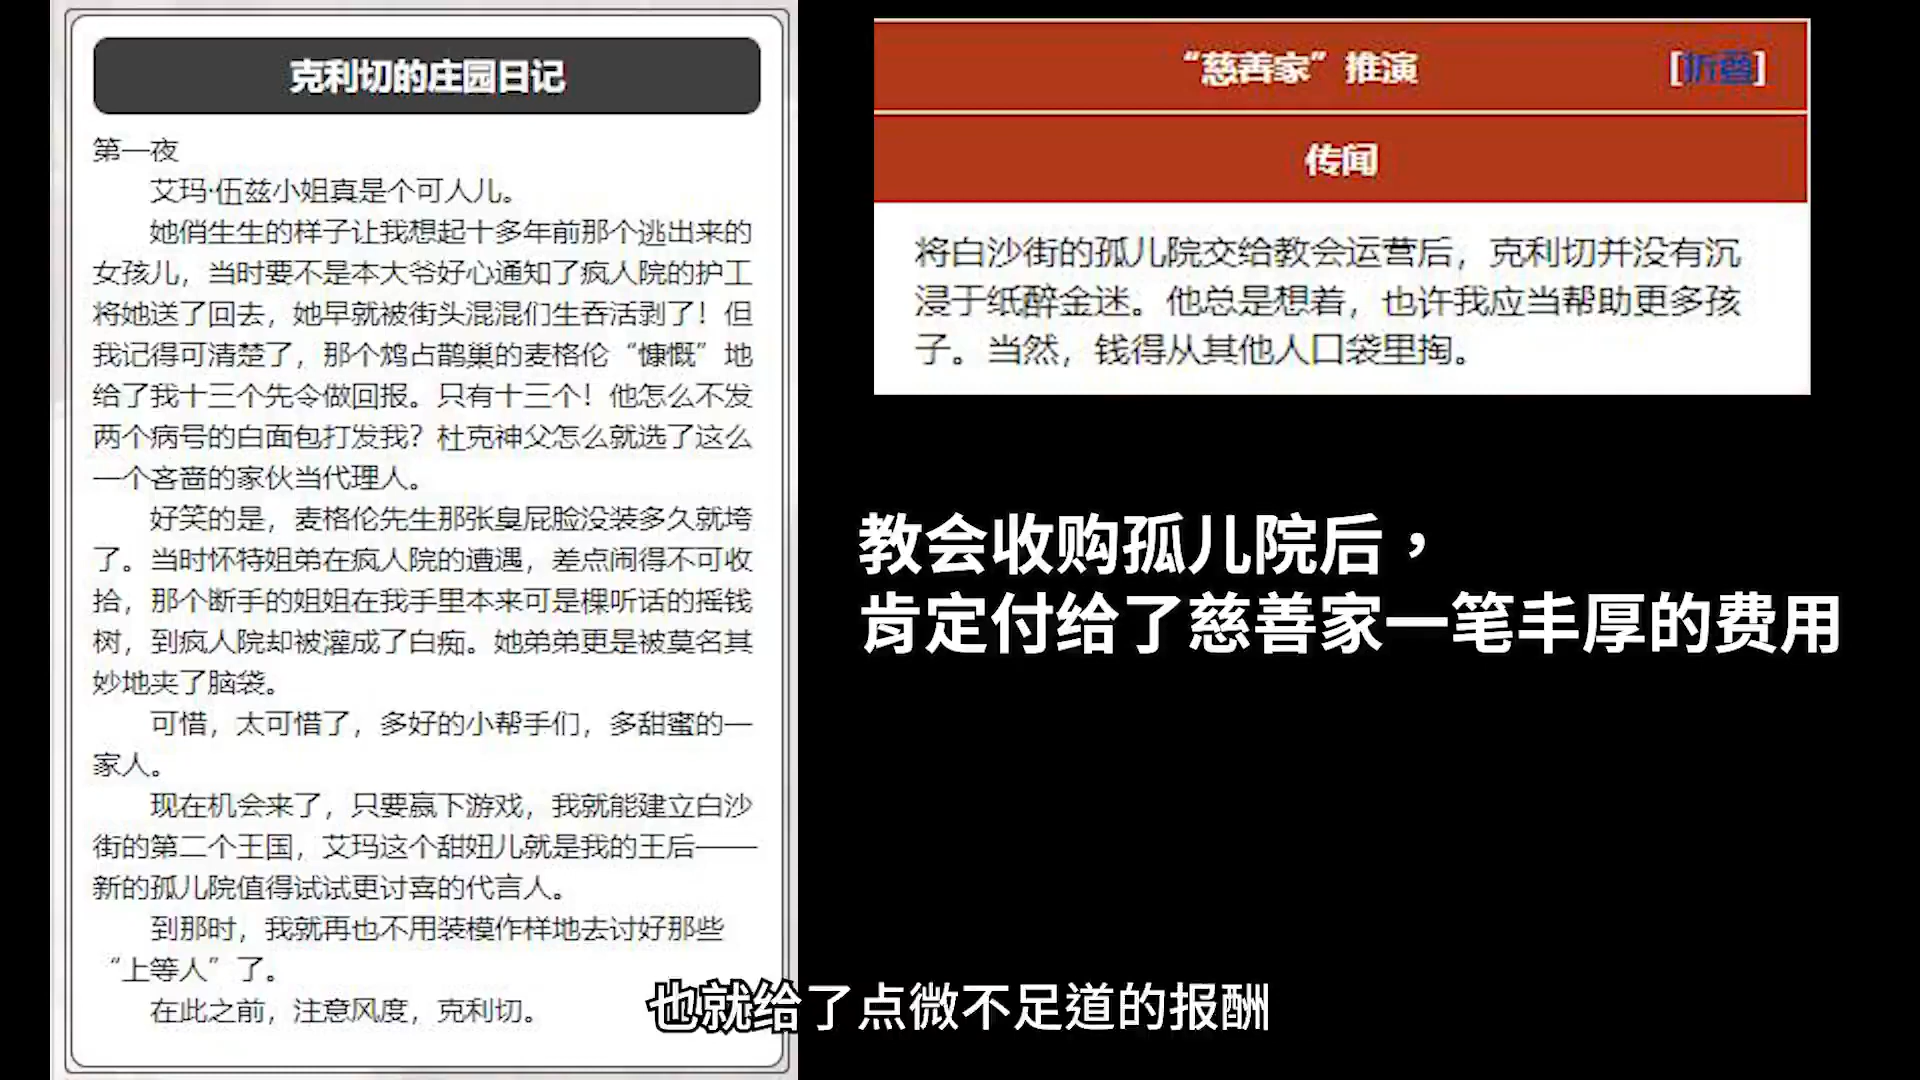 克利切的庄园日记
第一夜
艾玛·伍兹小姐真是个可人儿。
她俏生生的样子让我想起十多年前那个逃出来的
女孩儿，当时要不是本大爷好心通知了疯人院的护工
将她送了回去，她早就被街头混混们生吞活剥了！但
我记得可清楚了，那个鸠占鹊巢的麦格伦“慷慨”地
给了我十三个先令做回报。只有十三个！他怎么不发
两个病号的白面包打发我？杜克神父怎么就选了这么
一个吝啬的家伙当代理人。
好笑的是，麦格伦先生那张臭屁脸没装多久就垮
了。当时怀特姐弟在疯人院的遭遇，差点闹得不可收
拾，那个断手的姐姐在我手里本来可是棵听话的摇钱
树，到疯人院却被灌成了白痴。她弟弟更是被莫名其
妙地夹了脑袋。
可惜，太可惜了，多好的小帮手们，多甜蜜的一
家人。
现在机会来了，只要赢下游戏，我就能建立白沙
街的第二个王国，艾玛这个甜妞儿就是我的王后——
新的孤儿院值得试试更讨喜的代言人。
到那时，我就再也不用装模作样地去讨好那些
“上等人”了。
在此之前，注意风度，克利切。
“慈善家”推演 [折叠]
传闻
将白沙街的孤儿院交给教会运营后，克利切并没有沉
浸于纸醉金迷。他总是想着，也许我应当帮助更多孩
子。当然，钱得从其他人口袋里掏。
教会收购孤儿院后，
肯定付给了慈善家一笔丰厚的费用
也就给了点微不足道的报酬